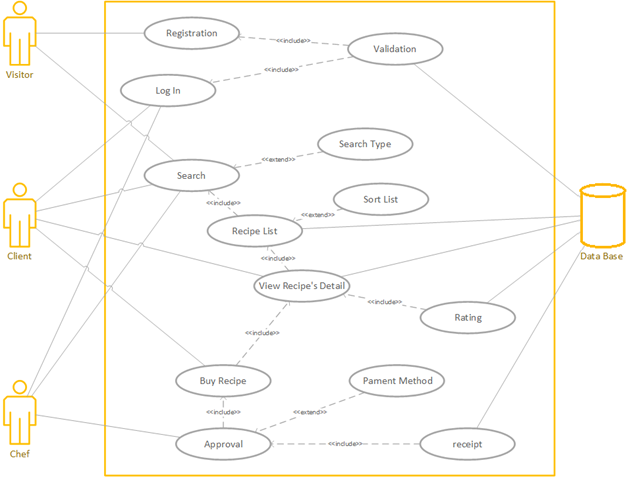 Registration
<<include>>
Validation
Visitor
<<include>>
Log In
Search Type
<<extend>>
Search
Sort List
<<include>>
<<extend>>
Recipe List
Client
Data Base
<<include>>
View Recipe's Detail
<<include>>
Rating
<<include>>
Buy Recipe
Pament Method
<<include>>
<<extend>>
Approval
<<include>>
receipt
Chef